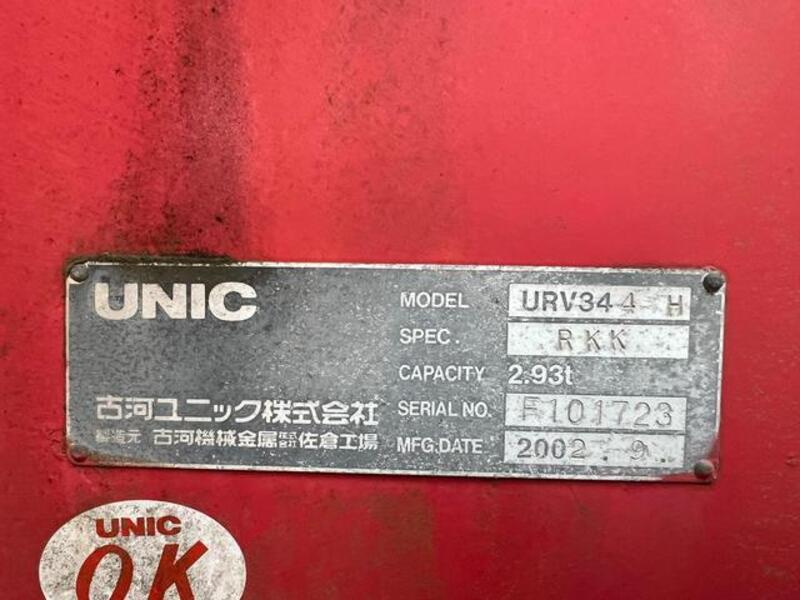 UNIC
MODEL URV344 H
SPEC. RKK
CAPACITY 2.93t
古河ユニック株式会社
SERIAL NO. F101723
製造元 古河機械金属株式会社佐倉工場
MFG.DATE 2002.9.
UNIC
OK